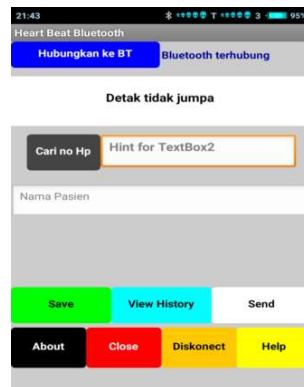 21:43 T 3 95%
Heart Beat Bluetooth
Hubungkan ke BT Bluetooth terhubung
Detak tidak jumpa
Cari no Hp Hint for TextBox2
Nama Pasien
Save View History Send
About Close Diskonect Help